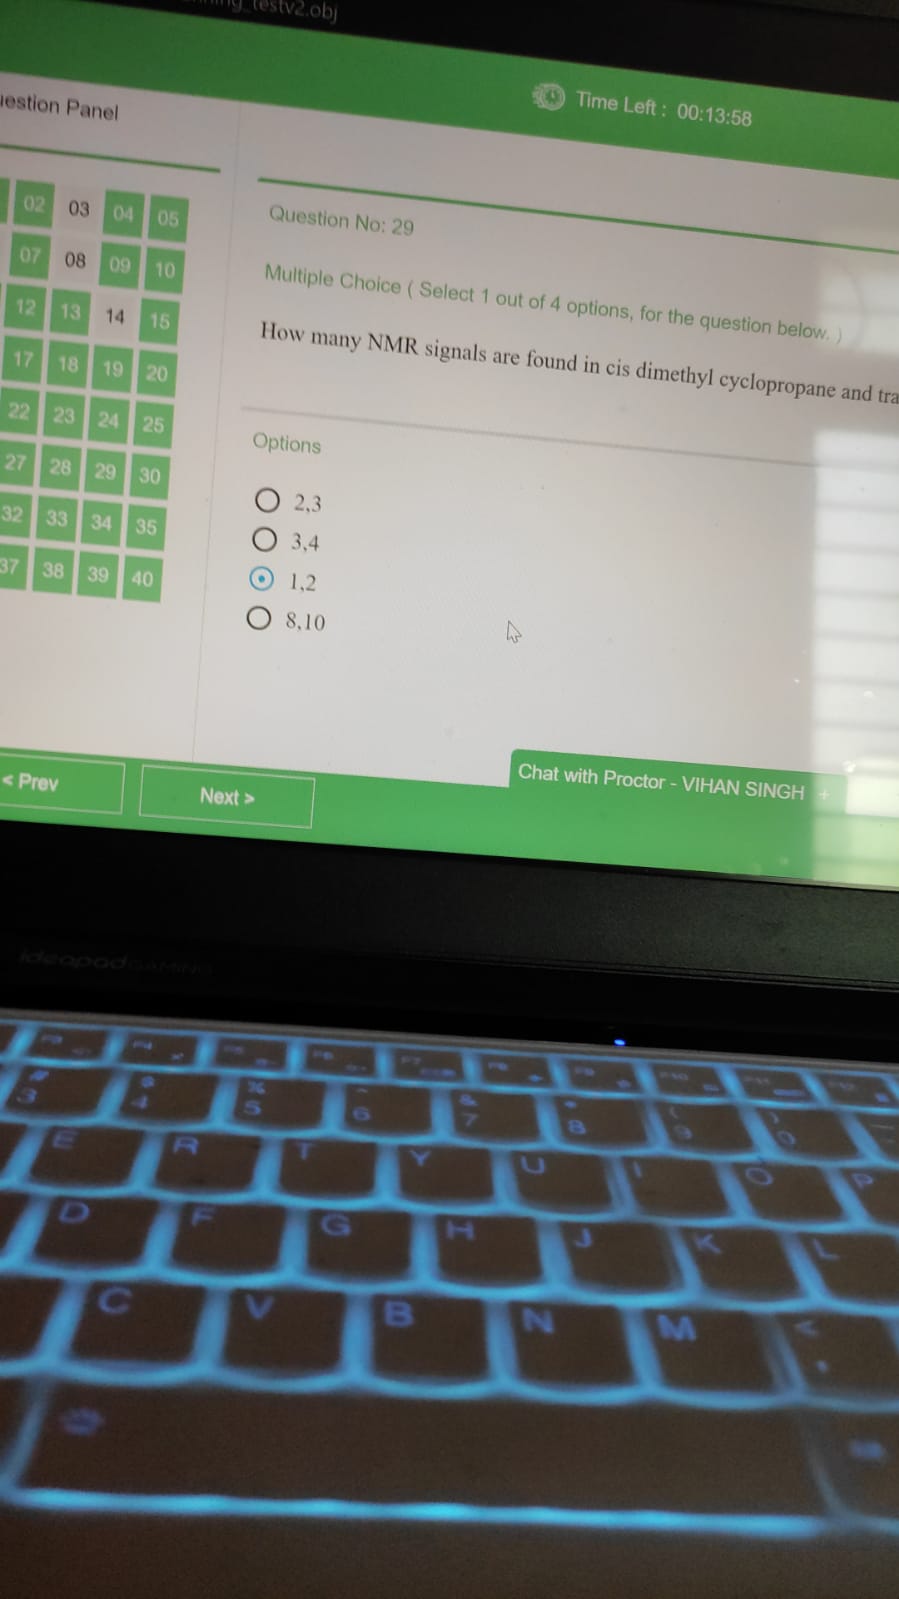 testv2.obj
Time Left : 00:13:58
Question Panel
02 03 04 05
07 08 09 10
12 13 14 15
17 18 19 20
22 23 24 25
27 28 29 30
32 33 34 35
37 38 39 40
Question No: 29
Multiple Choice ( Select 1 out of 4 options, for the question below. )
How many NMR signals are found in cis dimethyl cyclopropane and tra
Options
2,3
3,4
1,2
8,10
< Prev
Next >
Chat with Proctor - VIHAN SINGH +
ideapad GAMING
# $ % ^ & * ( )
3 4 5 6 7 8 9 0
E R T Y U I O P
D F G H J K L
C V B N M <
,